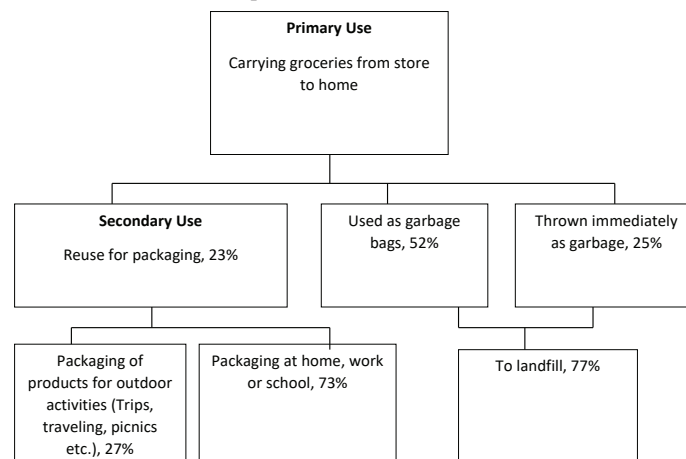 Primary Use
Carrying groceries from store
to home
Secondary Use
Reuse for packaging, 23%
Used as garbage
bags, 52%
Thrown immediately
as garbage, 25%
Packaging of
products for outdoor
activities (Trips,
traveling, picnics
etc.), 27%
Packaging at home, work
or school, 73%
To landfill, 77%